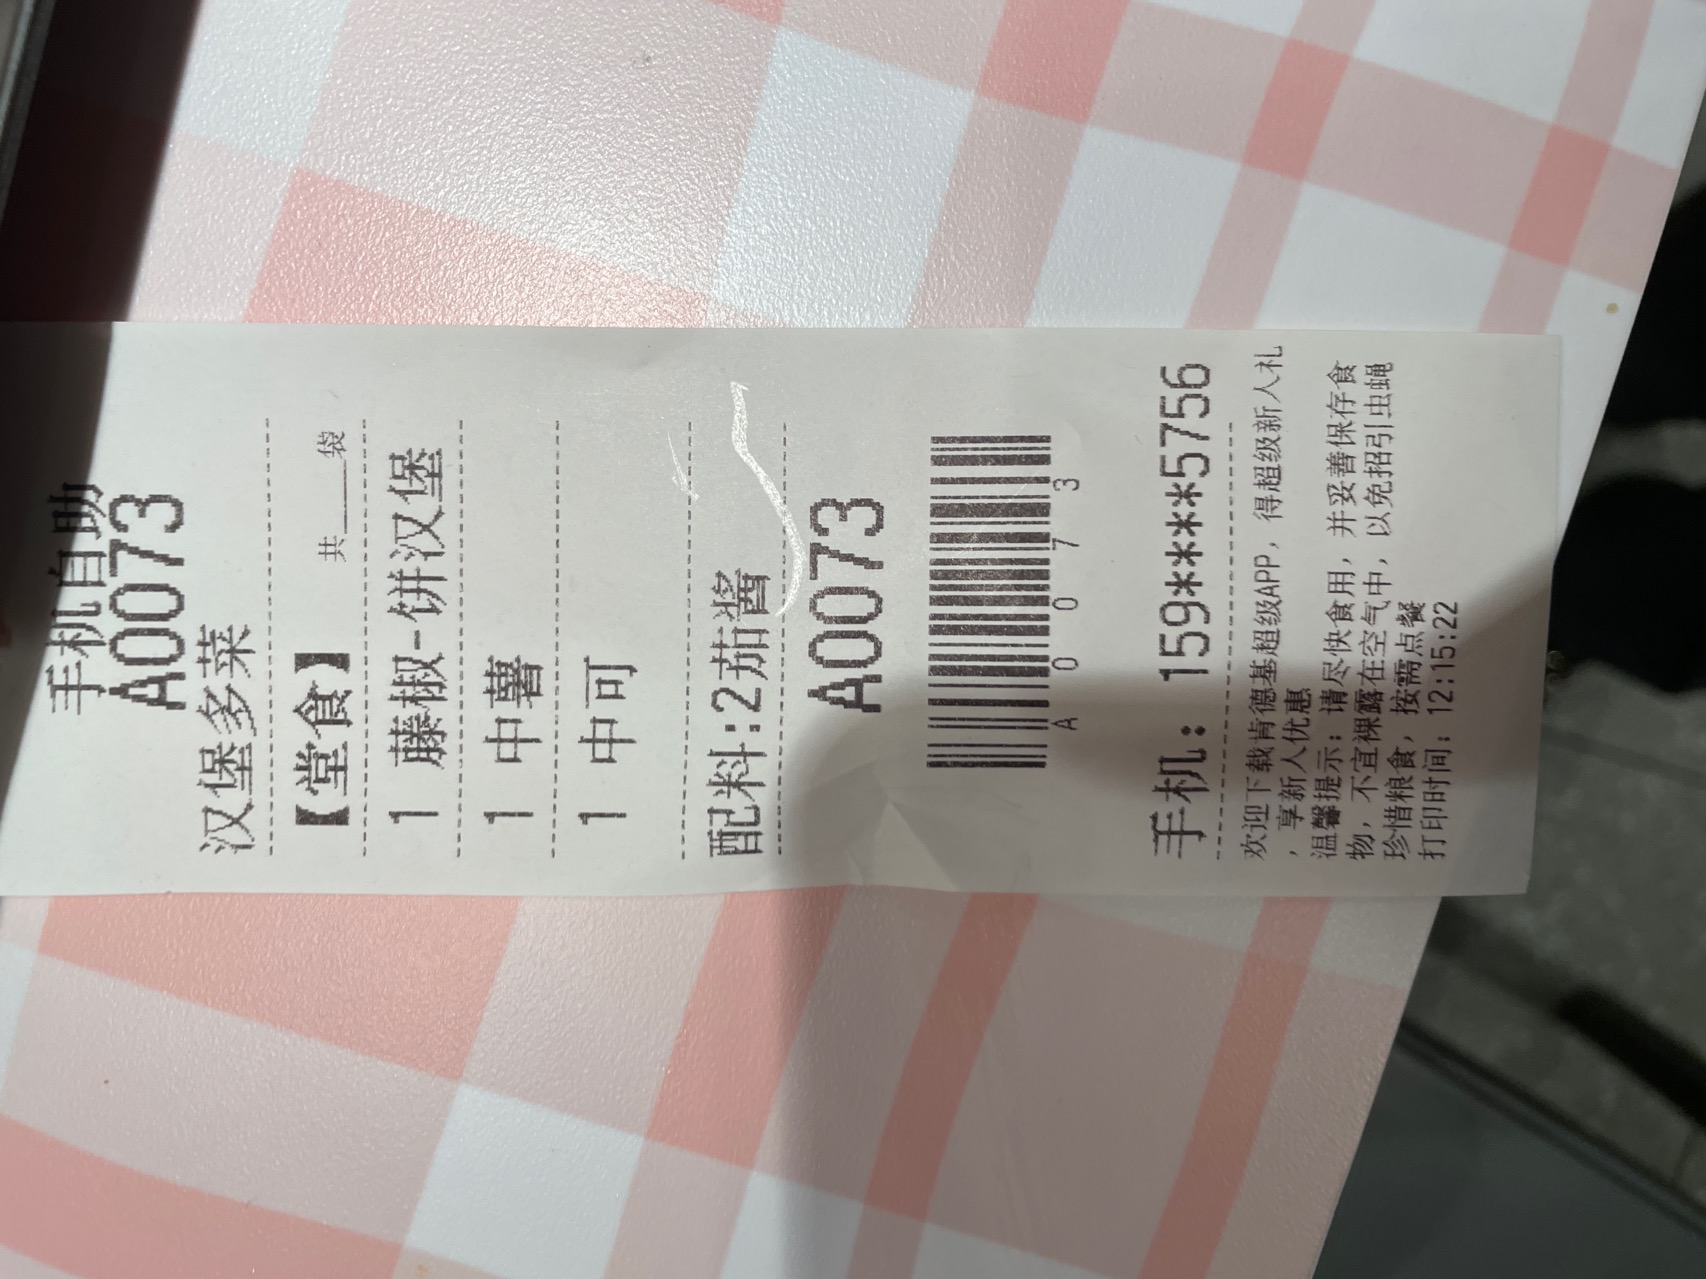 手机自助
A0073
汉堡多菜
【堂食】 共___袋
1 藤椒-饼汉堡
1 中薯
1 中可
配料:2茄酱
A0073
A 0 0 7 3
手机: 159****5756
欢迎下载肯德基超级APP, 得超级新人礼
, 享新人优惠
温馨提示: 请尽快食用, 并妥善保存食
物, 不宜裸露在空气中, 以免招引虫蝇
珍惜粮食, 按需点餐
打印时间: 12:15:22